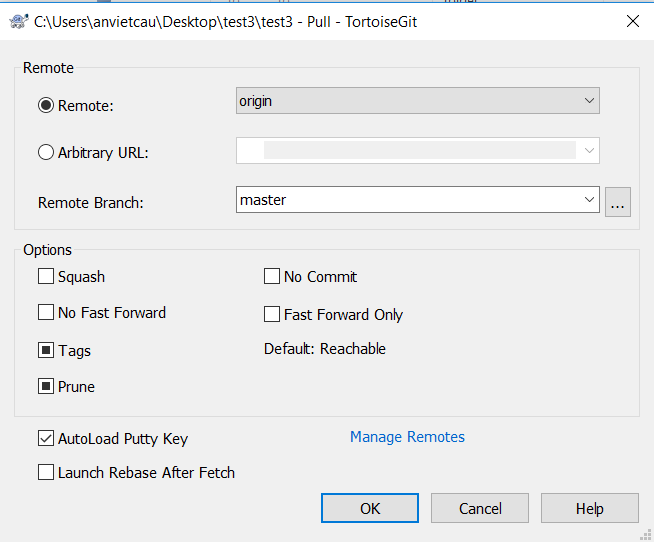 C:\Users\anvietcau\Desktop\test3\test3 - Pull - TortoiseGit
Remote
Remote:
origin
Arbitrary URL:
Remote Branch:
master
...
Options
Squash
No Commit
No Fast Forward
Fast Forward Only
Tags
Default: Reachable
Prune
AutoLoad Putty Key
Manage Remotes
Launch Rebase After Fetch
OK
Cancel
Help